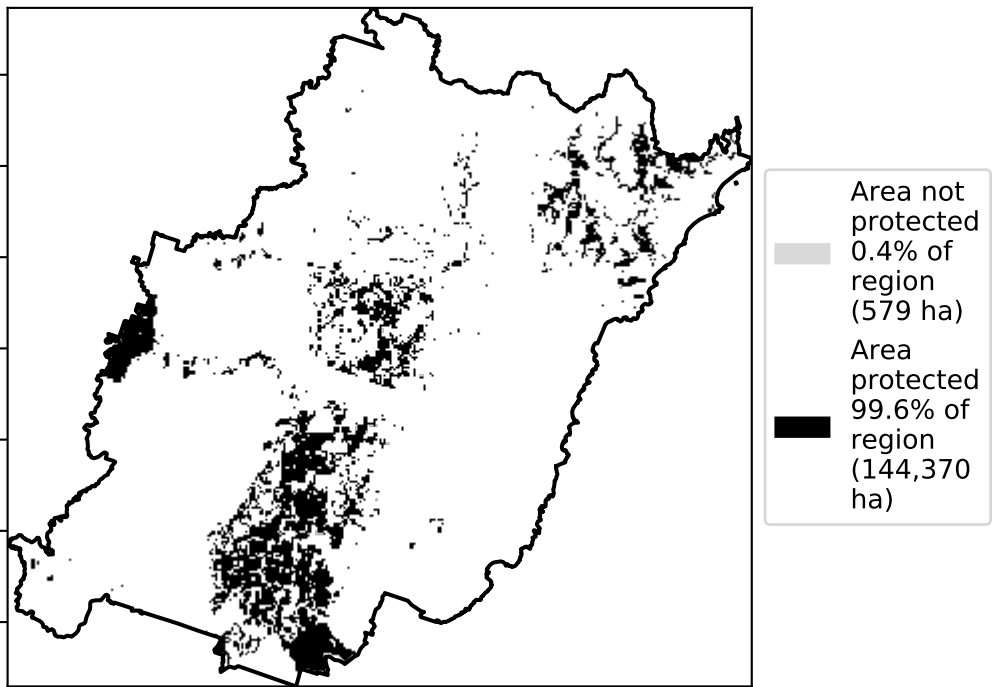 Area not
protected
0.4% of
region
(579 ha)
Area
protected
99.6% of
region
(144,370
ha)